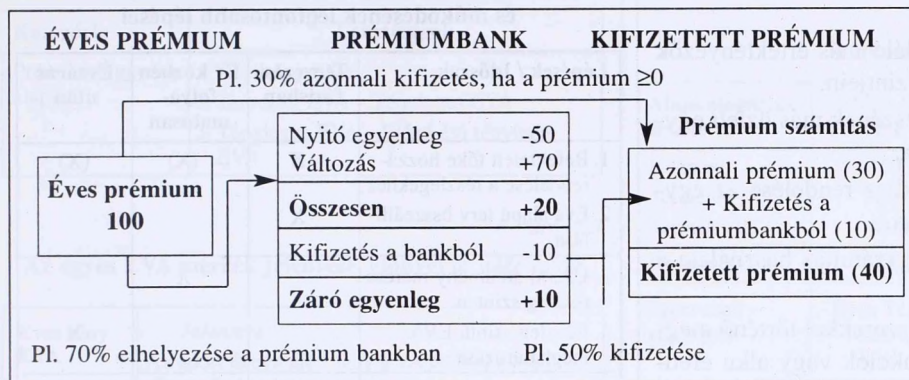 ÉVES PRÉMIUM PRÉMIUMBANK KIFIZETETT PRÉMIUM
Pl. 30% azonnali kifizetés, ha a prémium ≥0
Éves prémium
100
Nyitó egyenleg -50
Változás +70
Összesen +20
Kifizetés a bankból -10
Záró egyenleg +10
Prémium számítás
Azonnali prémium (30)
+ Kifizetés a
prémiumbankból (10)
Kifizetett prémium (40)
Pl. 70% elhelyezése a prémium bankban Pl. 50% kifizetése